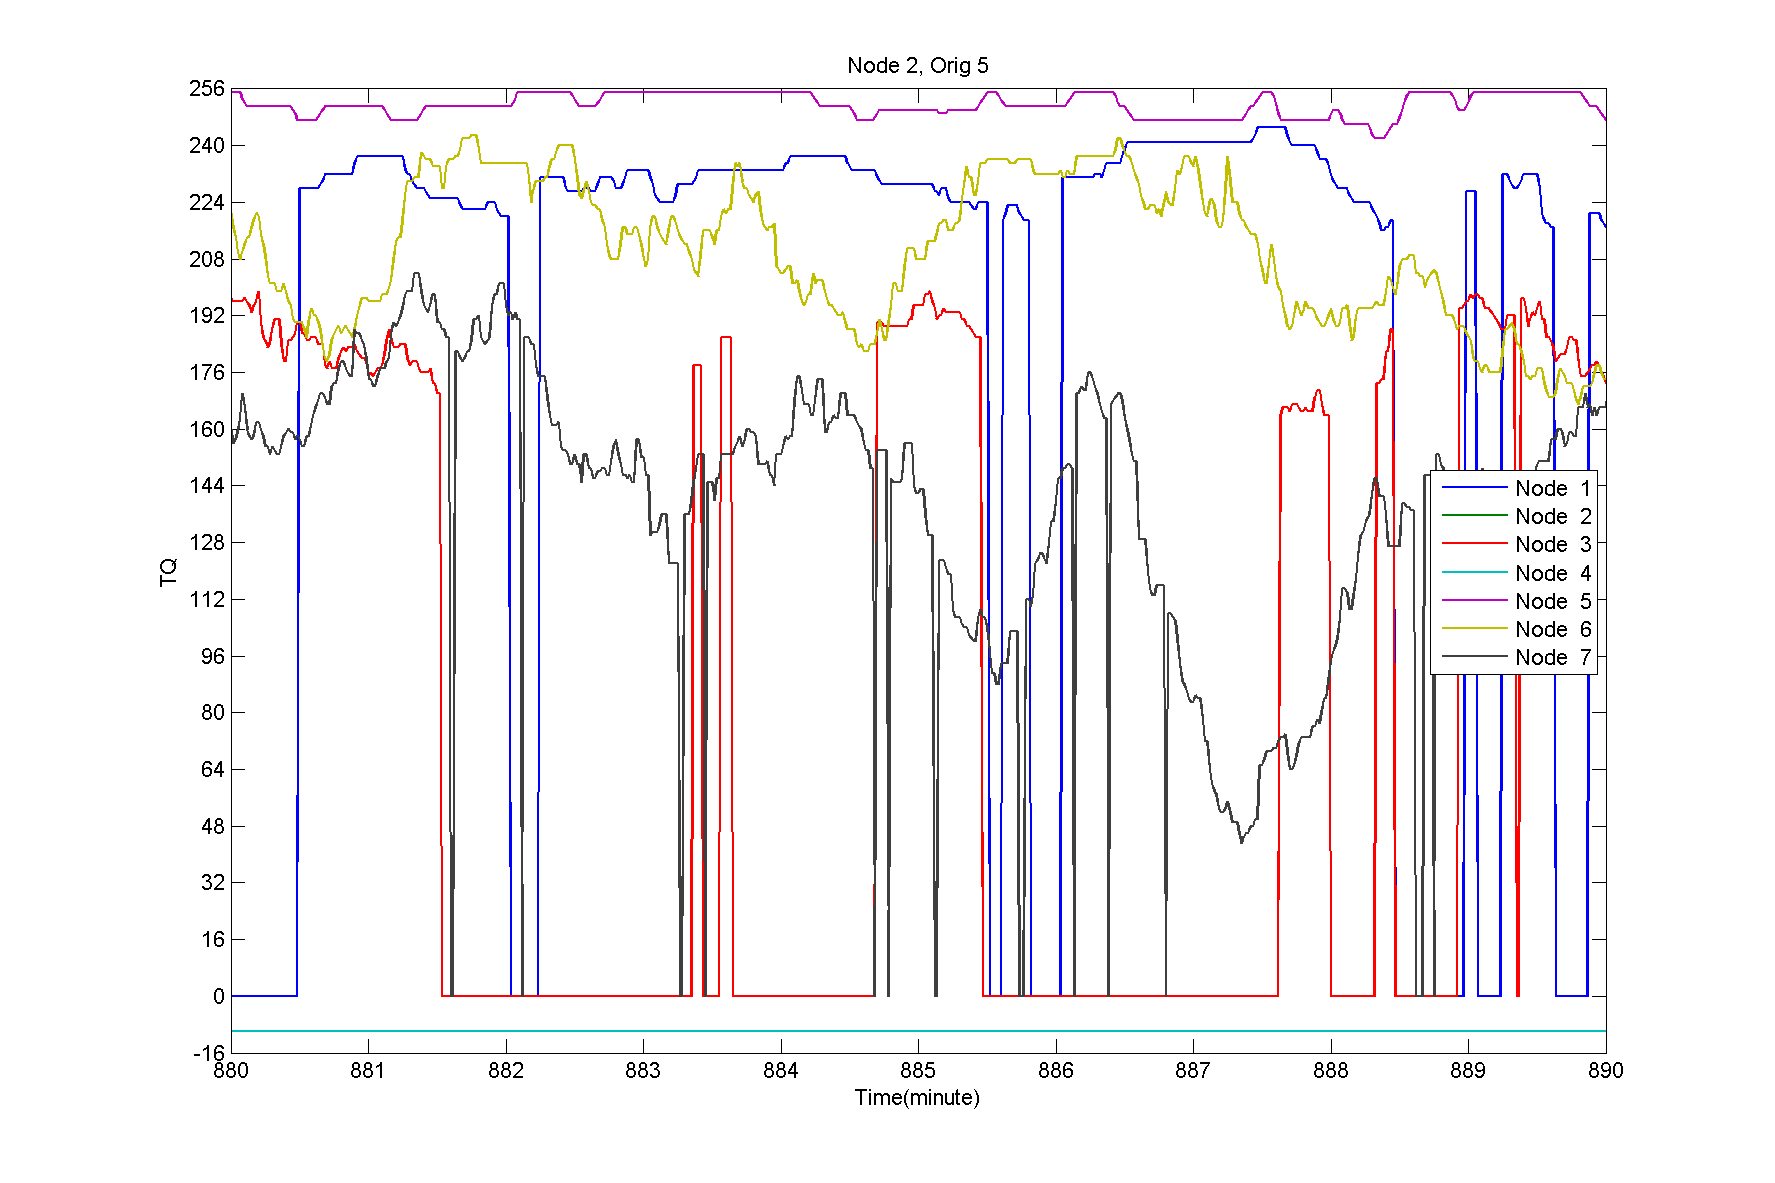 Node 2, Orig 5
256
240
224
208
192
176
160
144
128
112
96
80
64
48
32
16
0
-16
TQ
Node 1
Node 2
Node 3
Node 4
Node 5
Node 6
Node 7
880 881 882 883 884 885 886 887 888 889 890
Time(minute)